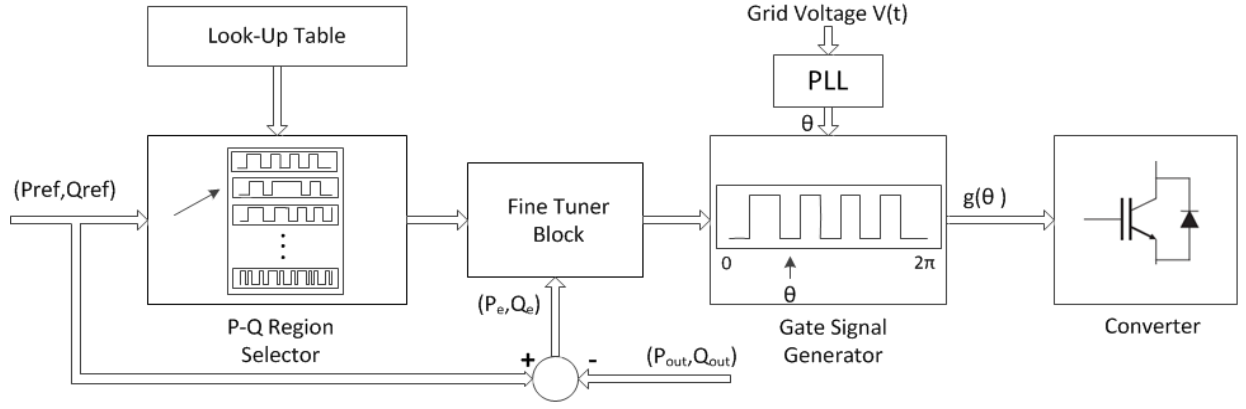 Look-Up Table
Grid Voltage V(t)
PLL
θ
(Pref,Qref)
Fine Tuner
Block
g(θ)
0
2π
θ
(Pe,Qe)
P-Q Region
Selector
Gate Signal
Generator
Converter
+
-
(Pout,Qout)